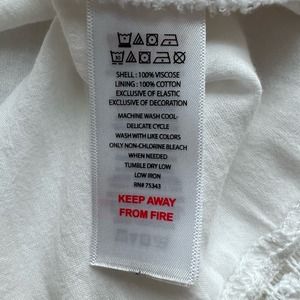 SHELL : 100% VISCOSE
LINING : 100% COTTON
EXCLUSIVE OF ELASTIC
EXCLUSIVE OF DECORATION
MACHINE WASH COOL-
DELICATE CYCLE
WASH WITH LIKE COLORS
ONLY NON-CHLORINE BLEACH
WHEN NEEDED
TUMBLE DRY LOW
LOW IRON
RN# 75343
KEEP AWAY
FROM FIRE